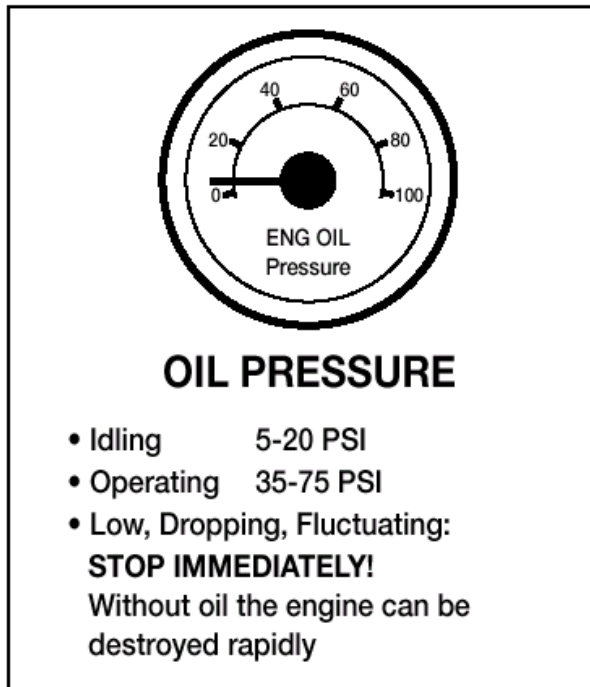 40 60
20 80
0 100
ENG OIL
Pressure
OIL PRESSURE
• Idling 5-20 PSI
• Operating 35-75 PSI
• Low, Dropping, Fluctuating:
STOP IMMEDIATELY!
Without oil the engine can be
destroyed rapidly